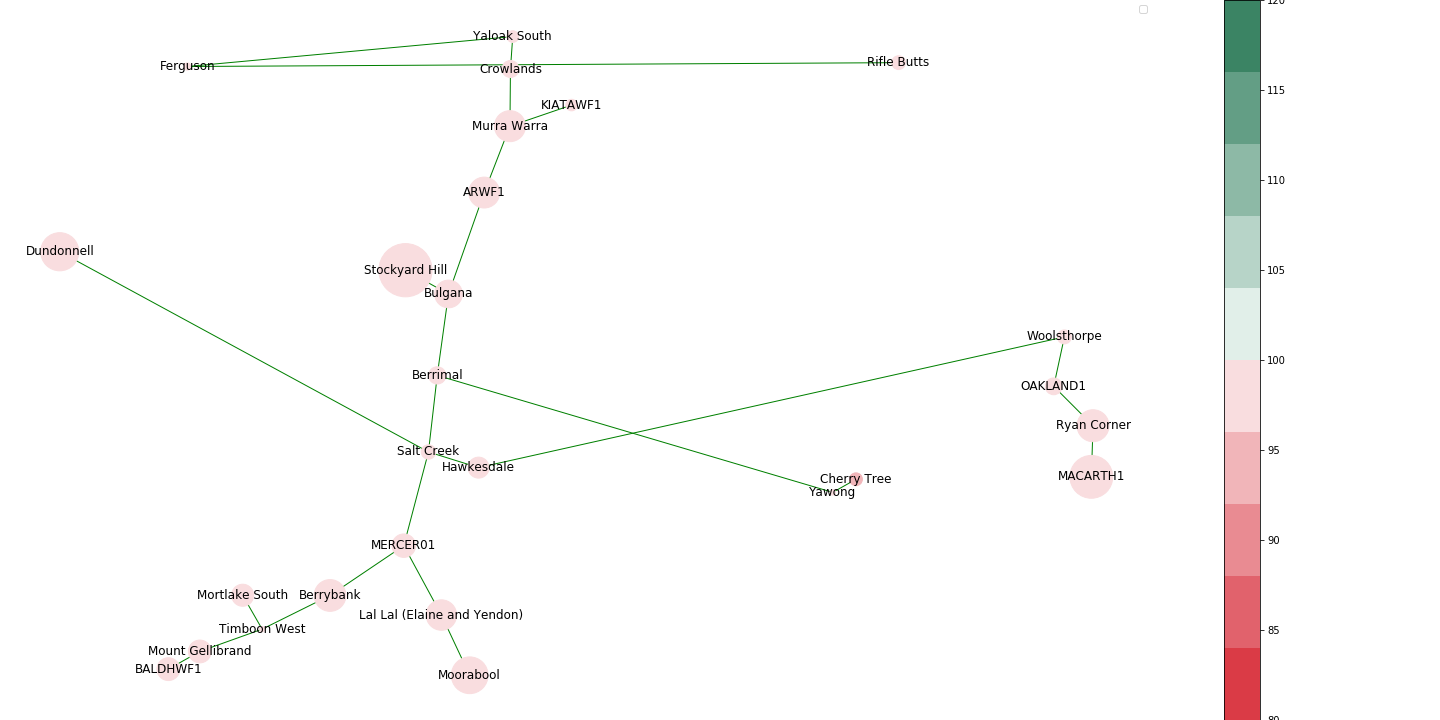 120
Yaloak South
Ferguson
Rifle Butts
Crowlands
115
KIATAWF1
Murra Warra
110
ARWF1
Dundonnell
Stockyard Hill
105
Bulgana
Woolsthorpe
100
Berrimal
OAKLAND1
Ryan Corner
95
Salt Creek
Hawkesdale
MACARTH1
Cherry Tree
Yawong
90
MERCER01
Mortlake South
Berrybank
Lal Lal (Elaine and Yendon)
Timboon West
85
Mount Gellibrand
BALDHWF1
Moorabool
80